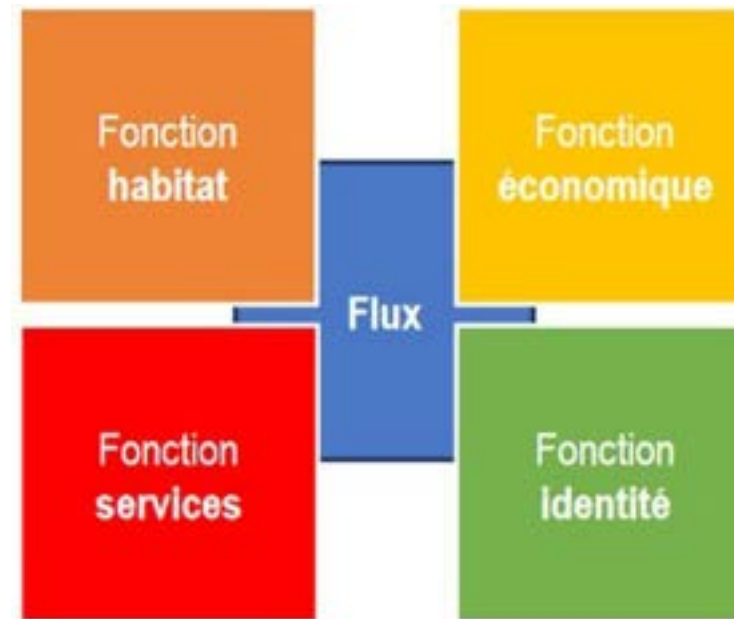 Fonction
habitat
Fonction
économique
Flux
Fonction
services
Fonction
identité